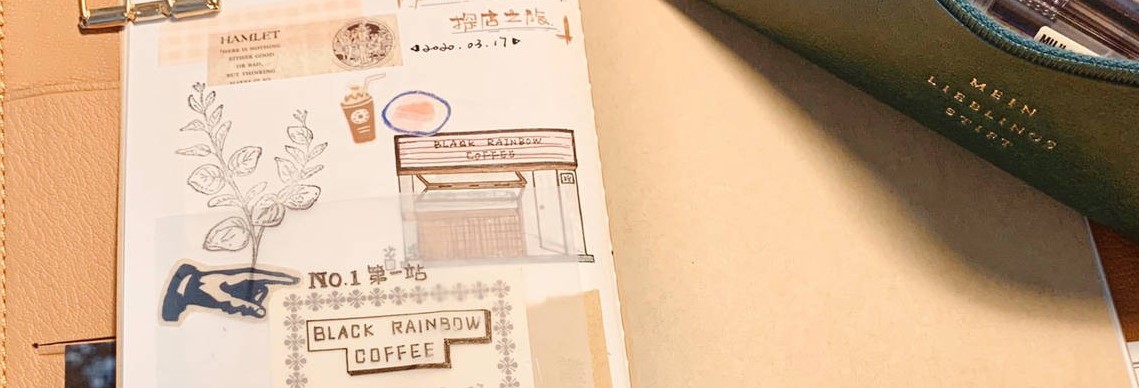 探店之旅
2020.03.17
HAMLET
THERE IS NOTHING
EITHER GOOD
OR BAD,
BUT THINKING
MAKES IT SO
BLACK RAINBOW
COFFEE
No.1 第一站
BLACK RAINBOW
COFFEE
MEIN
LIEBLINGS
STIFT